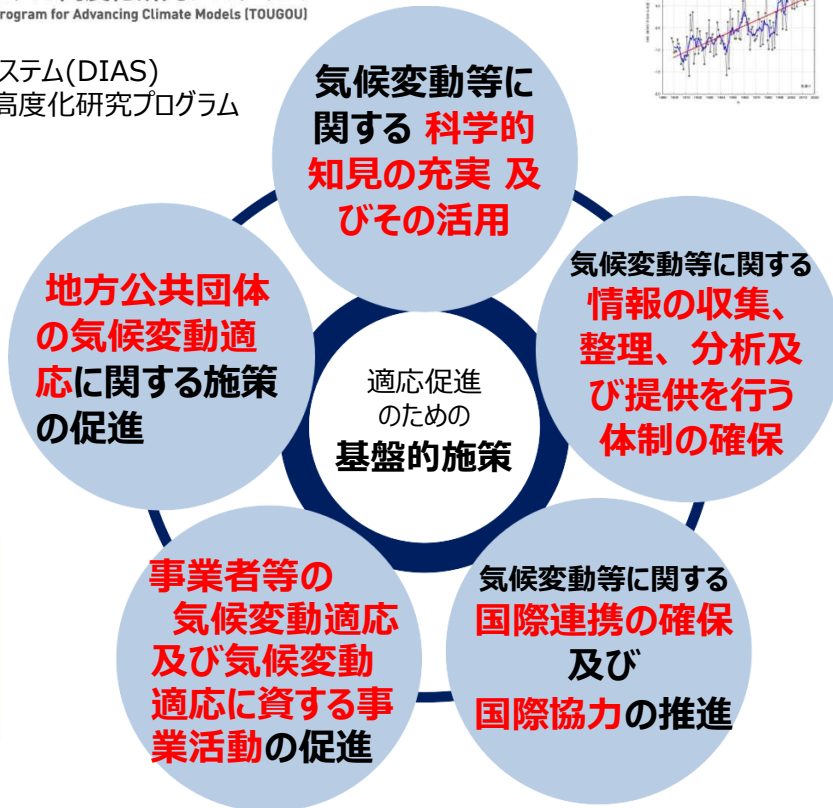 rogram for Advancing Climate Models (TOUGOU)
ステム(DIAS)
高度化研究プログラム
気候変動等に
関する 科学的
知見の充実 及
びその活用
気候変動等に関する
情報の収集、
整理、分析及
び提供を行う
体制の確保
気候変動等に関する
国際連携の確保
及び
国際協力の推進
事業者等の
気候変動適応
及び気候変動
適応に資する事
業活動の促進
地方公共団体
の気候変動適
応に関する施策
の促進
適応促進
のための
基盤的施策